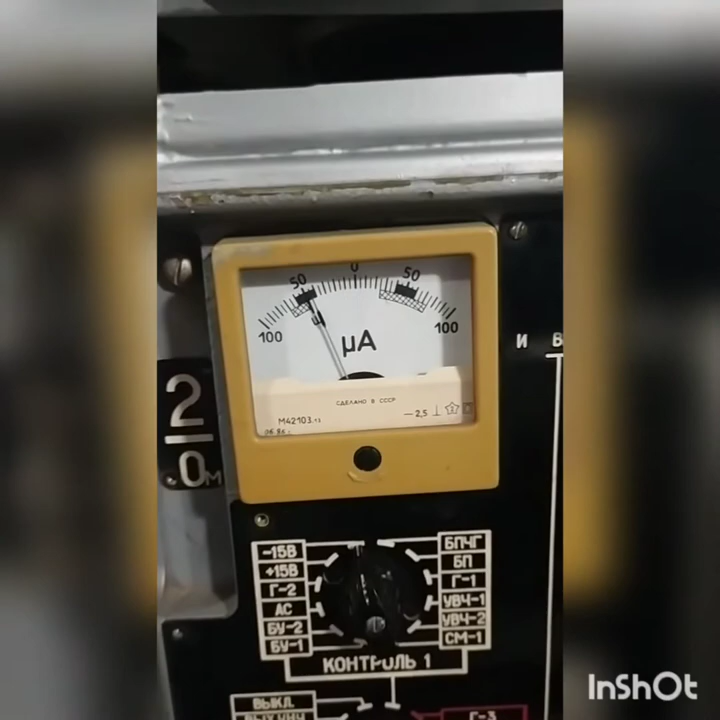 50 0 50
100 100
µA
СДЕЛАНО В СССР
М42103
—2,5
2
0м
И В
-15В
+15В
Г-2
АС
БУ-2
БУ-1
БПЧГ
БП
Г-1
УВЧ-1
УВЧ-2
СМ-1
КОНТРОЛЬ 1
ВЫКЛ.
Г-3
InShOt